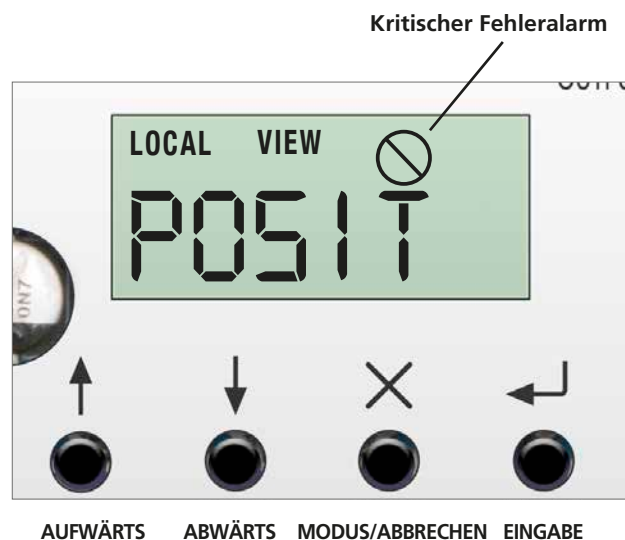 Kritischer Fehleralarm
LOCAL VIEW
POSIT
AUFWÄRTS ABWÄRTS MODUS/ABBRECHEN EINGABE